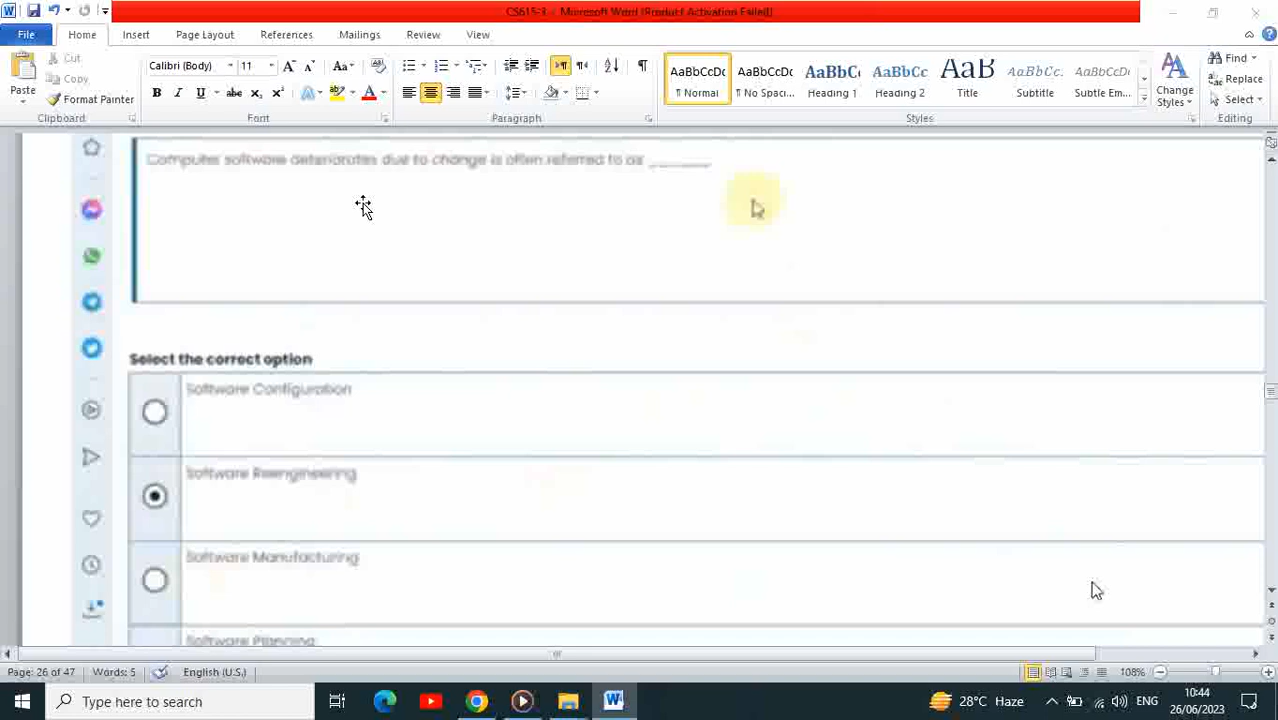 CS615-3 - Microsoft Word (Product Activation Failed)
File Home Insert Page Layout References Mailings Review View
Cut
Copy
Format Painter
Paste
Clipboard
Calibri (Body) 11
Font
Paragraph
AaBbCcDc AaBbCcDc AaBbC AaBbCc AaB AaBbCc. AaBbCcDc
¶ Normal ¶ No Spaci... Heading 1 Heading 2 Title Subtitle Subtle Em...
Styles
Change Styles
Find
Replace
Select
Editing
Computer software deteriorates due to change is often referred to as _______
Select the correct option
Software Configuration
Software Reengineering
Software Manufacturing
Software Planning
Page: 26 of 47 Words: 5 English (U.S.) 108%
Type here to search
28°C Haze
ENG
10:44
26/06/2023